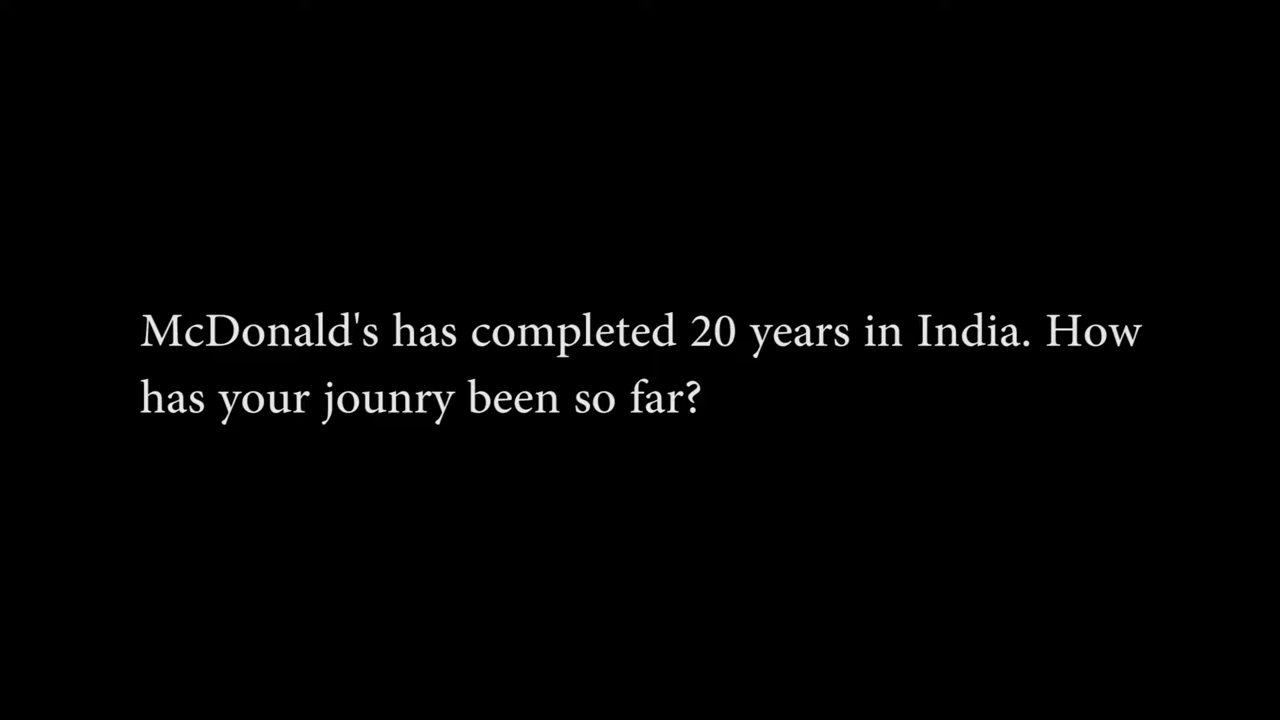 McDonald's has completed 20 years in India. How
has your jounry been so far?